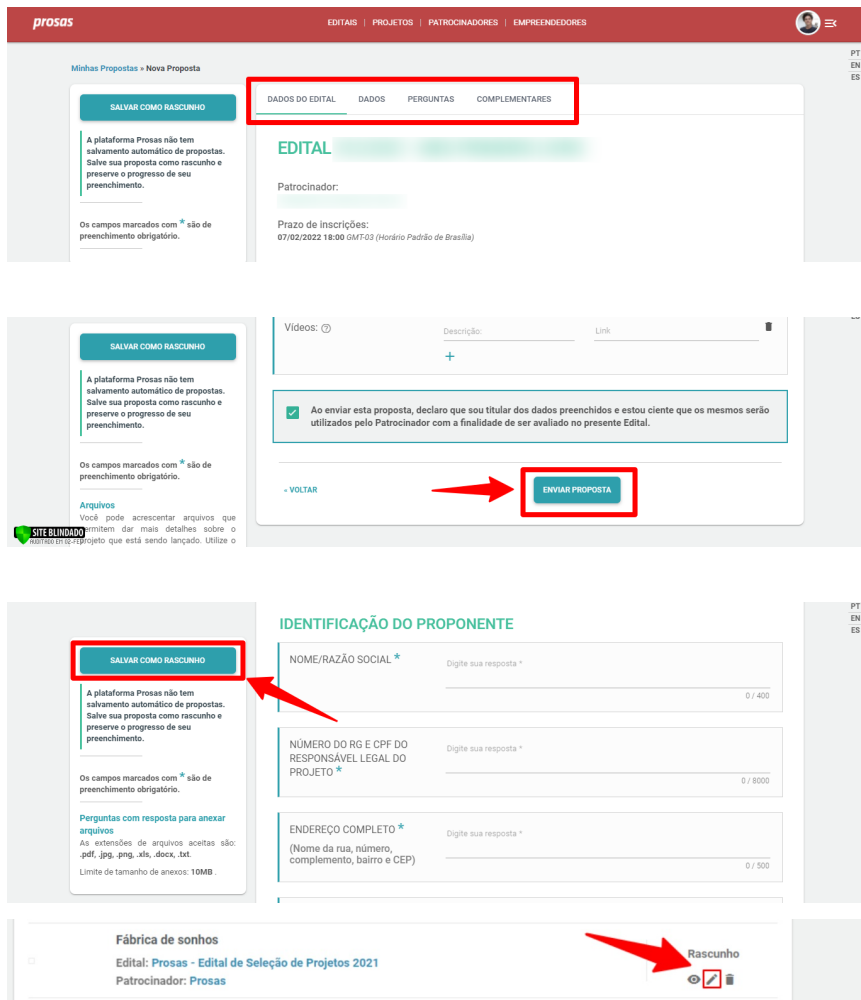 prosas
EDITAIS | PROJETOS | PATROCINADORES | EMPREENDEDORES
PT
EN
ES
Minhas Propostas » Nova Proposta
SALVAR COMO RASCUNHO
A plataforma Prosas não tem
salvamento automático de propostas.
Salve sua proposta como rascunho e
preserve o progresso de seu
preenchimento.
Os campos marcados com * são de
preenchimento obrigatório.
DADOS DO EDITAL DADOS PERGUNTAS COMPLEMENTARES
EDITAL
Patrocinador:
Prazo de inscrições:
07/02/2022 18:00 GMT-03 (Horário Padrão de Brasília)
SALVAR COMO RASCUNHO
A plataforma Prosas não tem
salvamento automático de propostas.
Salve sua proposta como rascunho e
preserve o progresso de seu
preenchimento.
Os campos marcados com * são de
preenchimento obrigatório.
Arquivos
Você pode acrescentar arquivos que
permitem dar mais detalhes sobre o
projeto que está sendo lançado. Utilize o
SITE BLINDADO
AUDITADO EM 02-FEV
Vídeos:
Descrição: Link
+
Ao enviar esta proposta, declaro que sou titular dos dados preenchidos e estou ciente que os mesmos serão
utilizados pelo Patrocinador com a finalidade de ser avaliado no presente Edital.
« VOLTAR
ENVIAR PROPOSTA
PT
EN
ES
SALVAR COMO RASCUNHO
A plataforma Prosas não tem
salvamento automático de propostas.
Salve sua proposta como rascunho e
preserve o progresso de seu
preenchimento.
Os campos marcados com * são de
preenchimento obrigatório.
Perguntas com resposta para anexar
arquivos
As extensões de arquivos aceitas são:
.pdf, .jpg, .png, .xls, .docx, .txt.
Limite de tamanho de anexos: 10MB .
IDENTIFICAÇÃO DO PROPONENTE
NOME/RAZÃO SOCIAL *
Digite sua resposta *
0 / 400
NÚMERO DO RG E CPF DO
RESPONSÁVEL LEGAL DO
PROJETO *
Digite sua resposta *
0 / 8000
ENDEREÇO COMPLETO *
(Nome da rua, número,
complemento, bairro e CEP)
Digite sua resposta *
0 / 500
Fábrica de sonhos
Edital: Prosas - Edital de Seleção de Projetos 2021
Patrocinador: Prosas
Rascunho